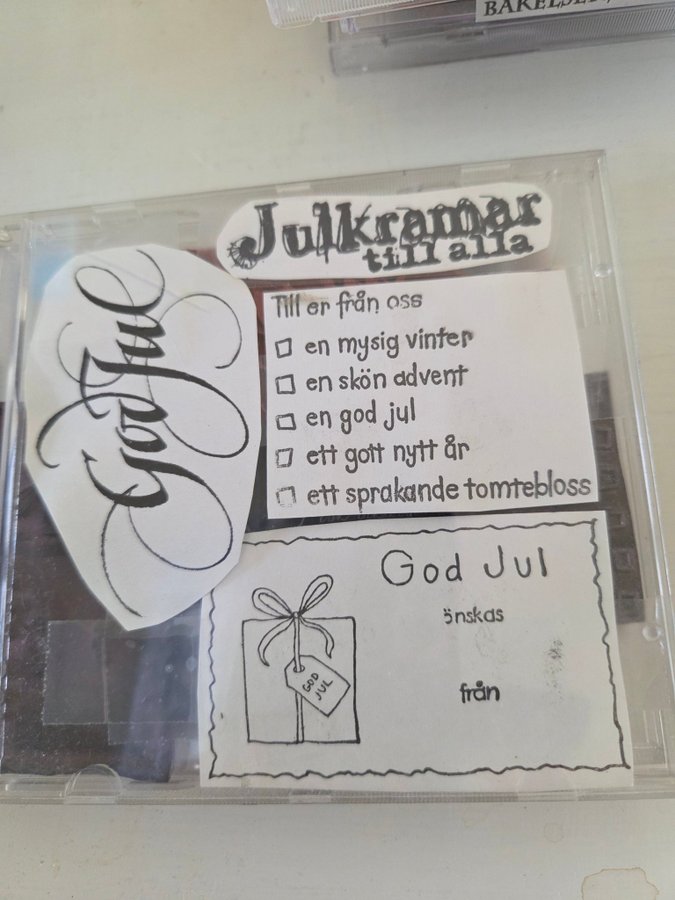 BAKELSER
Julkramar
till alla
God Jul
Till er från oss
en mysig vinter
en skön advent
en god jul
ett gott nytt år
ett sprakande tomtebloss
God Jul
önskas
från
GOD
JUL